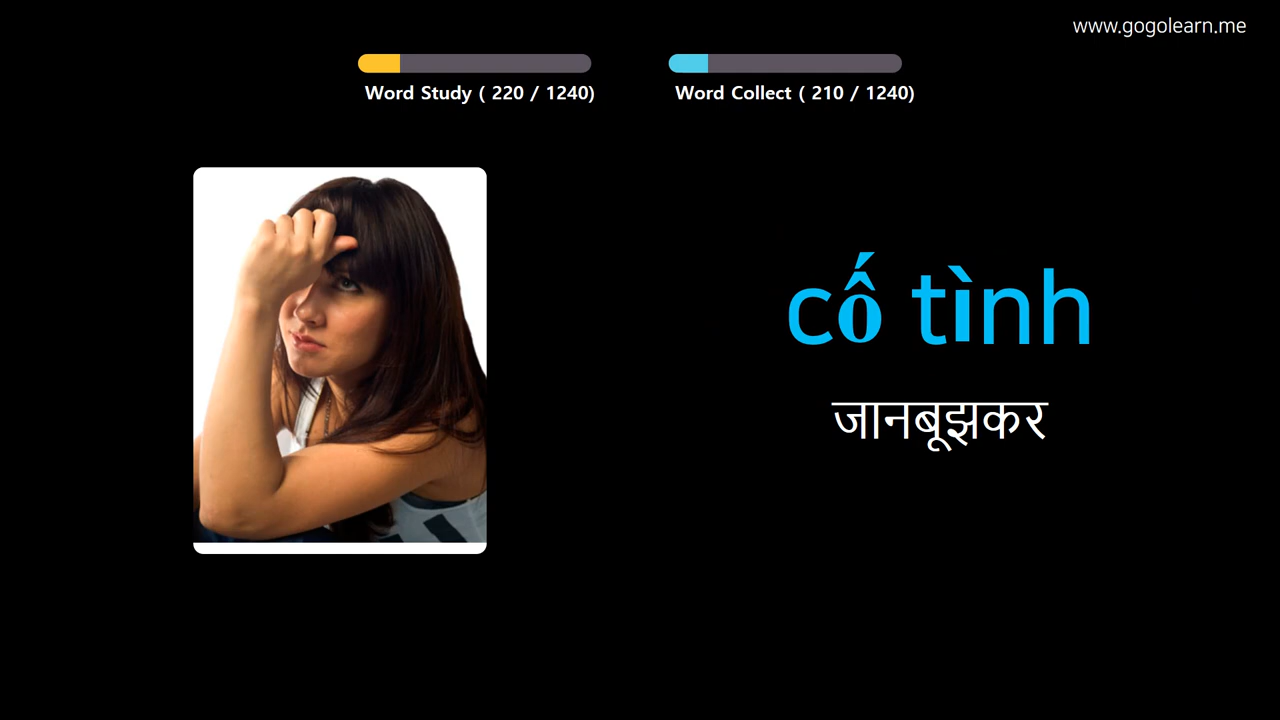 www.gogolearn.me
Word Study ( 220 / 1240)
Word Collect ( 210 / 1240)
cố tình
जानबूझकर